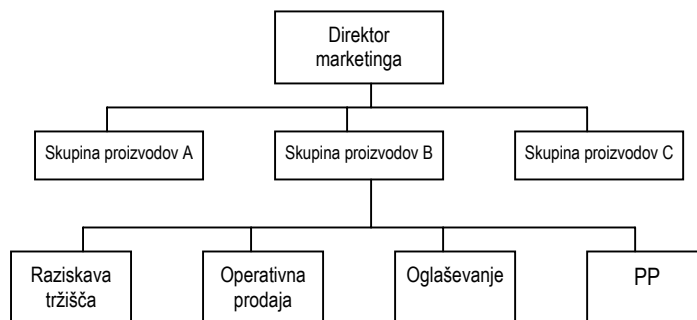 Direktor
marketinga
Skupina proizvodov A
Skupina proizvodov B
Skupina proizvodov C
Raziskava
tržišča
Operativna
prodaja
Oglaševanje
PP